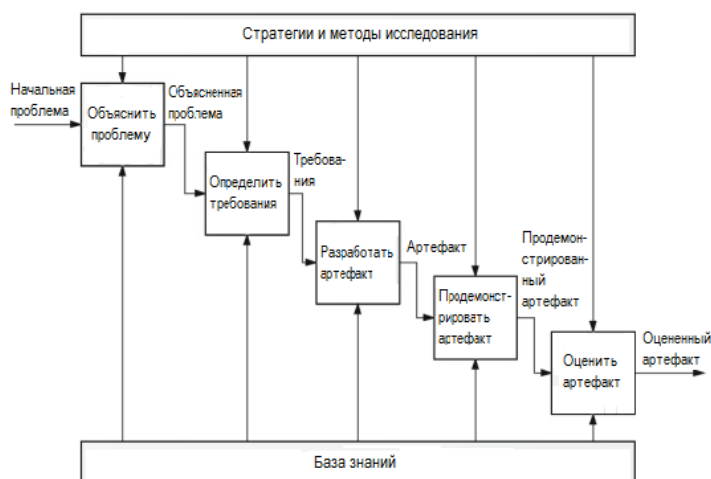 Стратегии и методы исследования
Начальная
проблема
Объяснить
проблему
Объясненная
проблема
Определить
требования
Требова-
ния
Разработать
артефакт
Артефакт
Продемонст-
рировать
астефакт
Продемон-
стрирован-
ный
артефакт
Оценить
артефакт
Оцененный
артефакт
База знаний